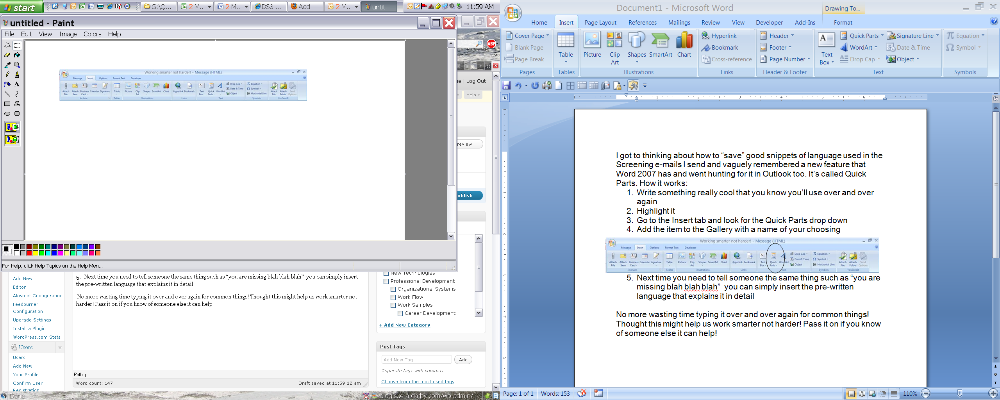 start
G:\Q...
2 M...
2 M...
DS3 ...
Add ...
2 M...
untit...
11:59 AM
untitled - Paint
File Edit View Image Colors Help
Working smarter not harder! - Message (HTML)
Message Insert Options Format Text Developer
Attach File
Attach Item
Business Card
Calendar
Signature
Table
Picture
Clip Art
Shapes
SmartArt
Chart
Hyperlink
Bookmark
Text Box
Quick Parts
WordArt
Drop Cap
Date & Time
Object
Equation
Symbol
Horizontal Line
Attach File
Attach Folder
Send Options
Include Tables Illustrations Links Text Symbols YouSendIt
For Help, click Help Topics on the Help Menu.
ABP
ue | Log Out
Help
review
ublish
Add New
Editor
Akismet Configuration
Feedburner
Configuration
Upgrade Settings
Install a Plugin
WordPress.com Stats
Users
Users
Add New
Your Profile
Confirm User
Registration
5. Next time you need to tell someone the same thing such as “you are missing blah blah blah” you can simply insert
the pre-written language that explains it in detail
No more wasting time typing it over and over again for common things! Thought this might help us work smarter not
harder! Pass it on if you know of someone else it can help!
Path: p
Word count: 147
Draft saved at 11:59:12 am.
New Technologies
Professional Development
Organizational Systems
Work Flow
Work Samples
Career Development
+ Add New Category
Post Tags
Add New Tag
Add
Separate tags with commas
Choose from the most used tags
Done
blog.sue-a-darby.com/wp-admin/...
Document1 - Microsoft Word
Drawing To...
Home Insert Page Layout References Mailings Review View Developer Add-Ins Format
Cover Page
Blank Page
Page Break
Pages
Table
Tables
Picture
Clip Art
Shapes
SmartArt
Chart
Illustrations
Hyperlink
Bookmark
Cross-reference
Links
Header
Footer
Page Number
Header & Footer
Text Box
Quick Parts
WordArt
Drop Cap
Signature Line
Date & Time
Object
Text
Equation
Symbol
Symbols
1 1 2 3 4 5 6 7
I got to thinking about how to “save” good snippets of language used in the
Screening e-mails I send and vaguely remembered a new feature that
Word 2007 has and went hunting for it in Outlook too. It’s called Quick
Parts. How it works:
1. Write something really cool that you know you’ll use over and over
again
2. Highlight it
3. Go to the Insert tab and look for the Quick Parts drop down
4. Add the item to the Gallery with a name of your choosing
Working smarter not harder! - Message (HTML)
Message Insert Options Format Text Developer
Attach File
Attach Item
Business Card
Calendar
Signature
Table
Picture
Clip Art
Shapes
SmartArt
Chart
Hyperlink
Bookmark
Text Box
Quick Parts
WordArt
Drop Cap
Date & Time
Object
Equation
Symbol
Horizontal Line
Attach File
Attach Folder
Send Options
Include Tables Illustrations Links Text Symbols YouSendIt
5. Next time you need to tell someone the same thing such as “you are
missing blah blah blah” you can simply insert the pre-written
language that explains it in detail
No more wasting time typing it over and over again for common things!
Thought this might help us work smarter not harder! Pass it on if you know
of someone else it can help!
Page: 1 of 1
Words: 153
110%